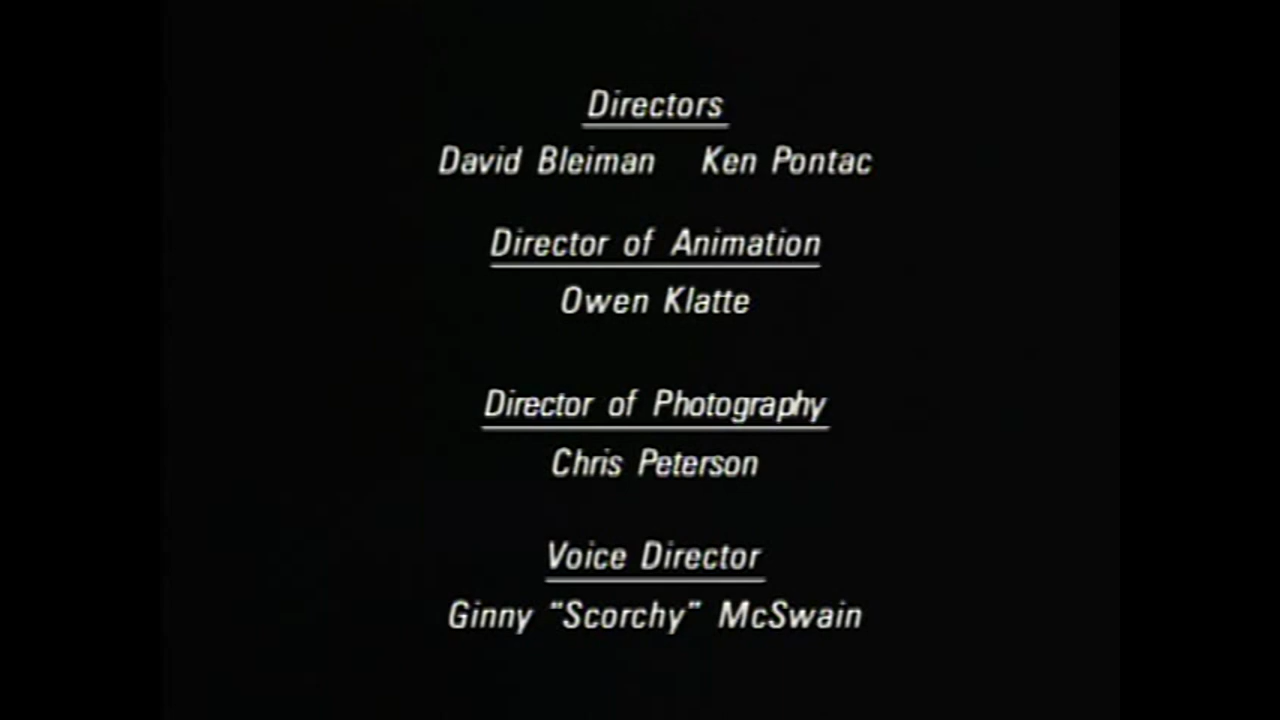 Directors
David Bleiman Ken Pontac
Director of Animation
Owen Klatte
Director of Photography
Chris Peterson
Voice Director
Ginny "Scorchy" McSwain